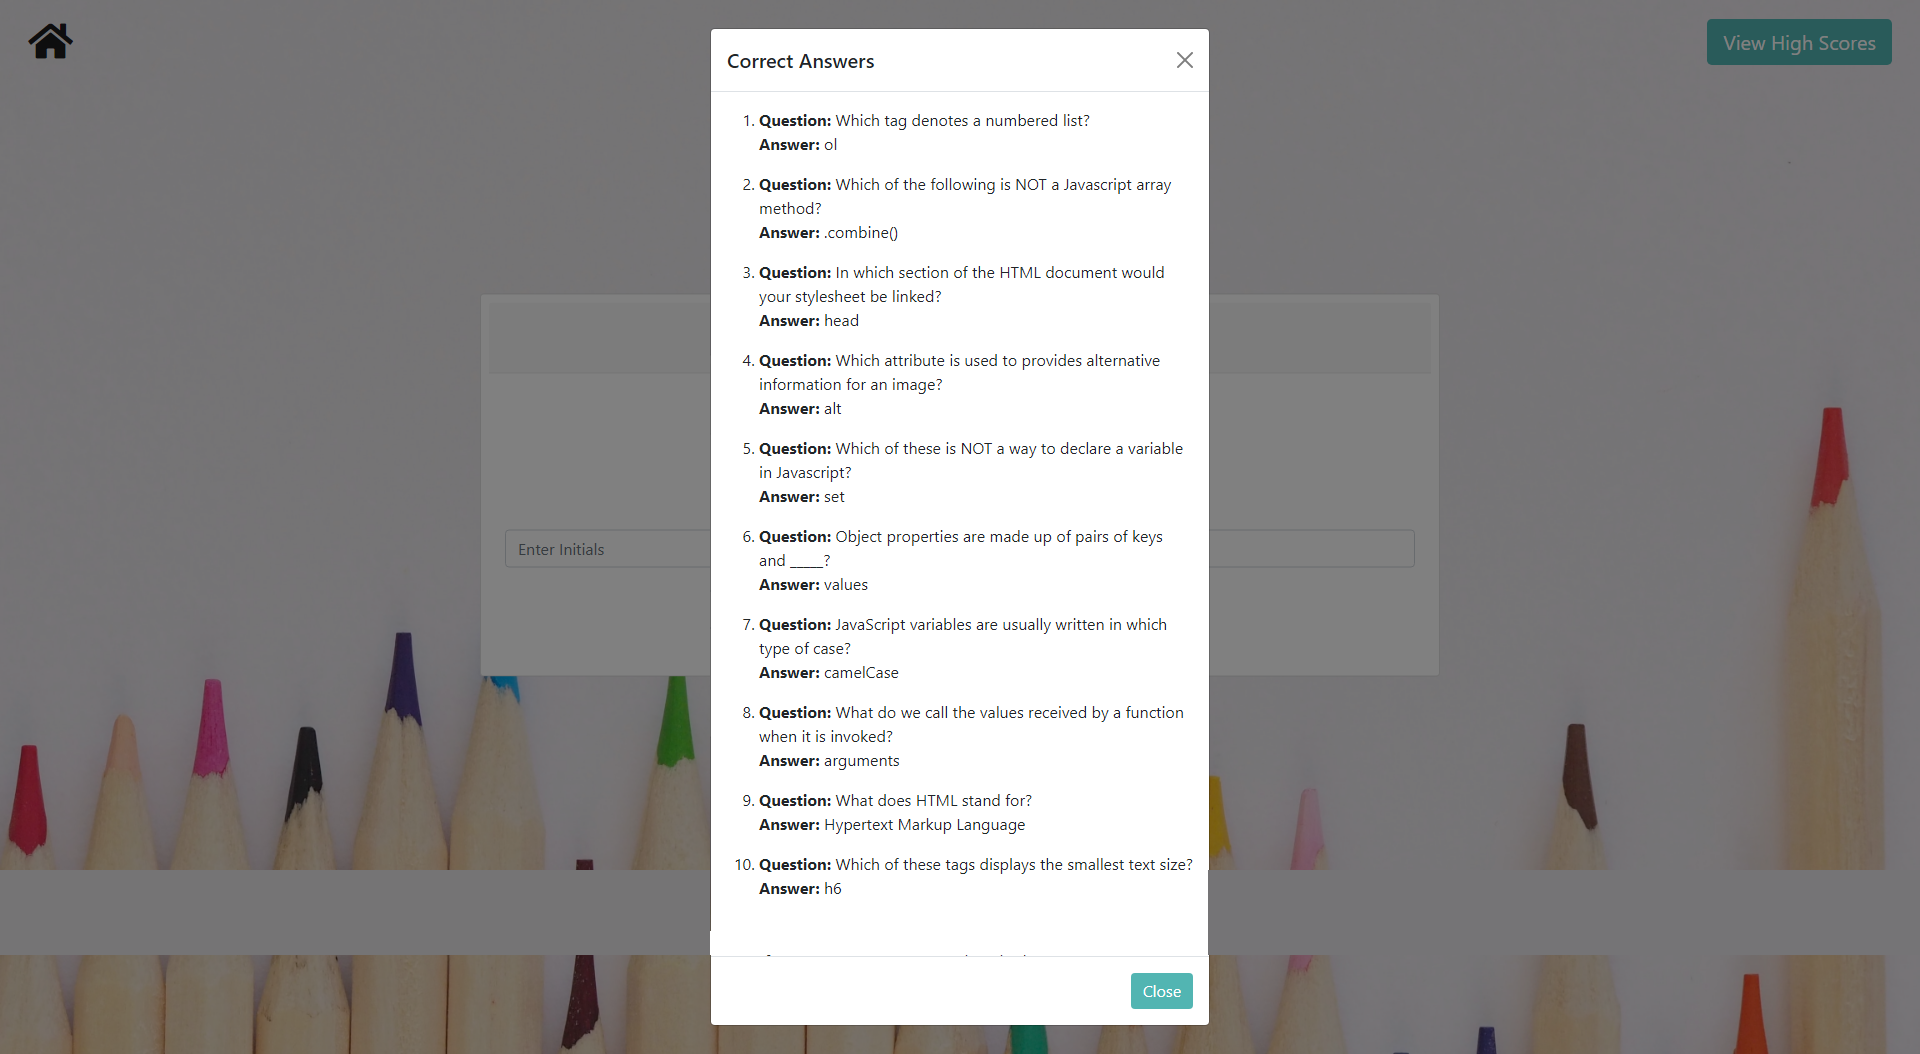 View High Scores
Correct Answers
1. Question: Which tag denotes a numbered list?
Answer: ol
2. Question: Which of the following is NOT a Javascript array
method?
Answer: .combine()
3. Question: In which section of the HTML document would
your stylesheet be linked?
Answer: head
4. Question: Which attribute is used to provides alternative
information for an image?
Answer: alt
5. Question: Which of these is NOT a way to declare a variable
in Javascript?
Answer: set
6. Question: Object properties are made up of pairs of keys
and _____?
Answer: values
7. Question: JavaScript variables are usually written in which
type of case?
Answer: camelCase
8. Question: What do we call the values received by a function
when it is invoked?
Answer: arguments
9. Question: What does HTML stand for?
Answer: Hypertext Markup Language
10. Question: Which of these tags displays the smallest text size?
Answer: h6
Enter Initials
Close